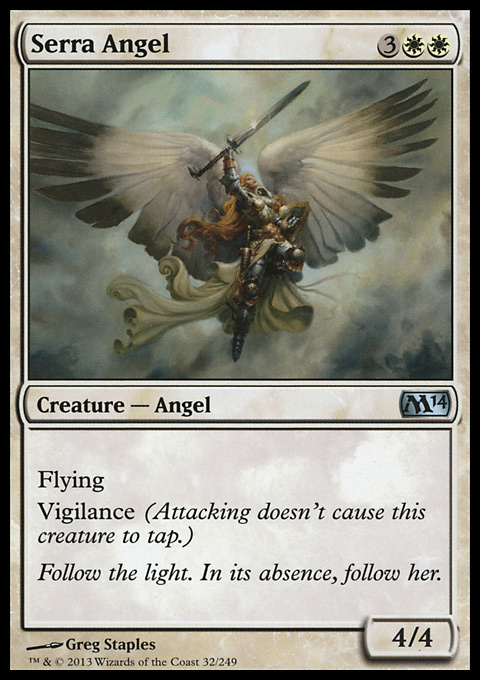 Serra Angel 3
Creature — Angel M14
Flying
Vigilance (Attacking doesn't cause this
creature to tap.)
Follow the light. In its absence, follow her.
Greg Staples
4/4
™ & © 2013 Wizards of the Coast 32/249